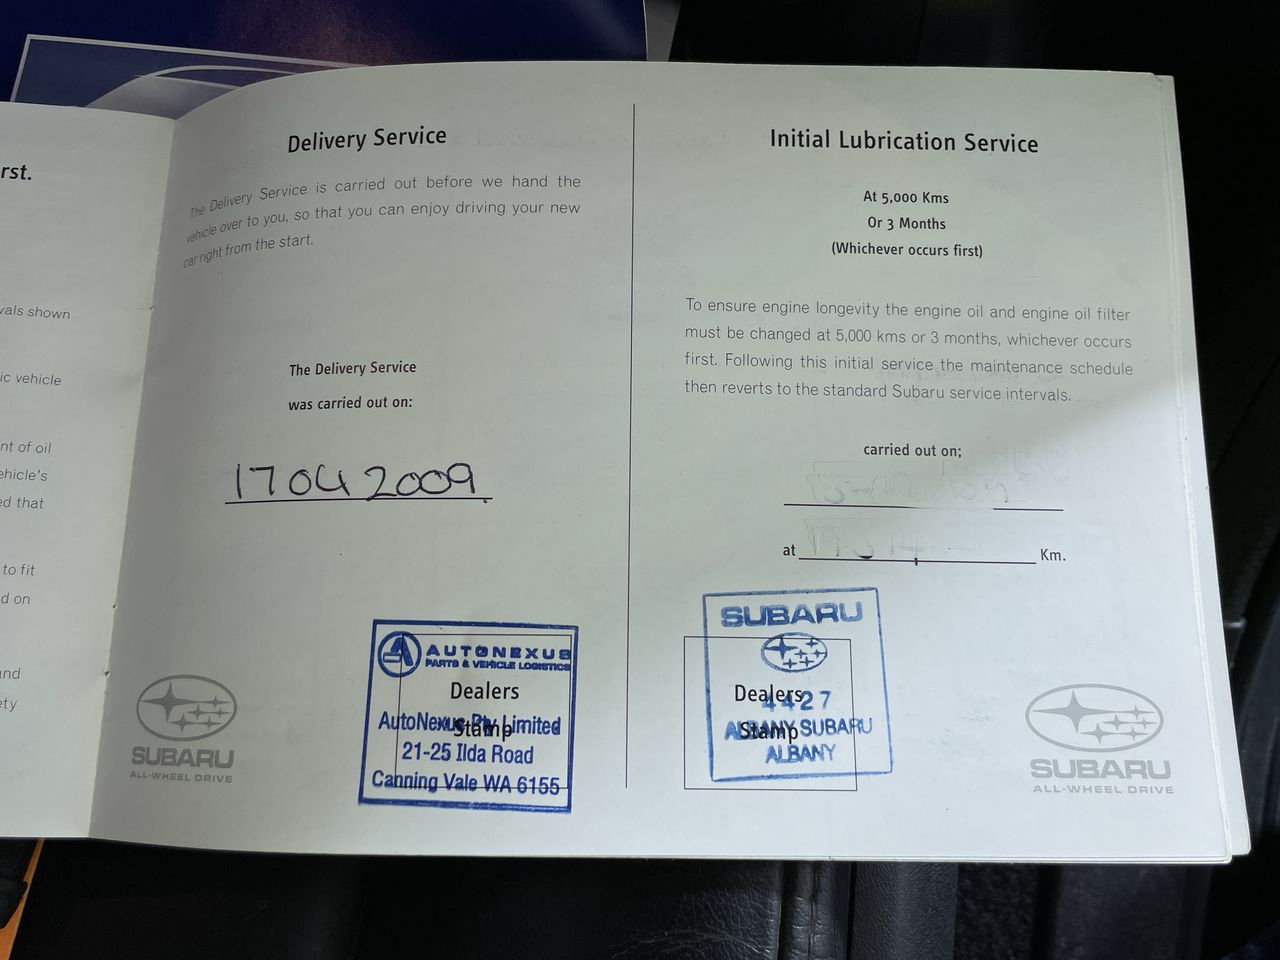 rst.
vals shown
ic vehicle
nt of oil
ehicle's
ed that
to fit
d on
and
ety
Delivery Service
The Delivery Service is carried out before we hand the
vehicle over to you, so that you can enjoy driving your new
car right from the start.
The Delivery Service
was carried out on:
17 04 2009
AUTONEXUS
PARTS & VEHICLE LOGISTICS
Dealers
Stamp
AutoNexus Pty Limited
21-25 Ilda Road
Canning Vale WA 6155
SUBARU
ALL-WHEEL DRIVE
Initial Lubrication Service
At 5,000 Kms
Or 3 Months
(Whichever occurs first)
To ensure engine longevity the engine oil and engine oil filter
must be changed at 5,000 kms or 3 months, whichever occurs
first. Following this initial service the maintenance schedule
then reverts to the standard Subaru service intervals.
carried out on;
at Km.
SUBARU
Dealers
Stamp
4427
ALBANY SUBARU
ALBANY
SUBARU
ALL-WHEEL DRIVE